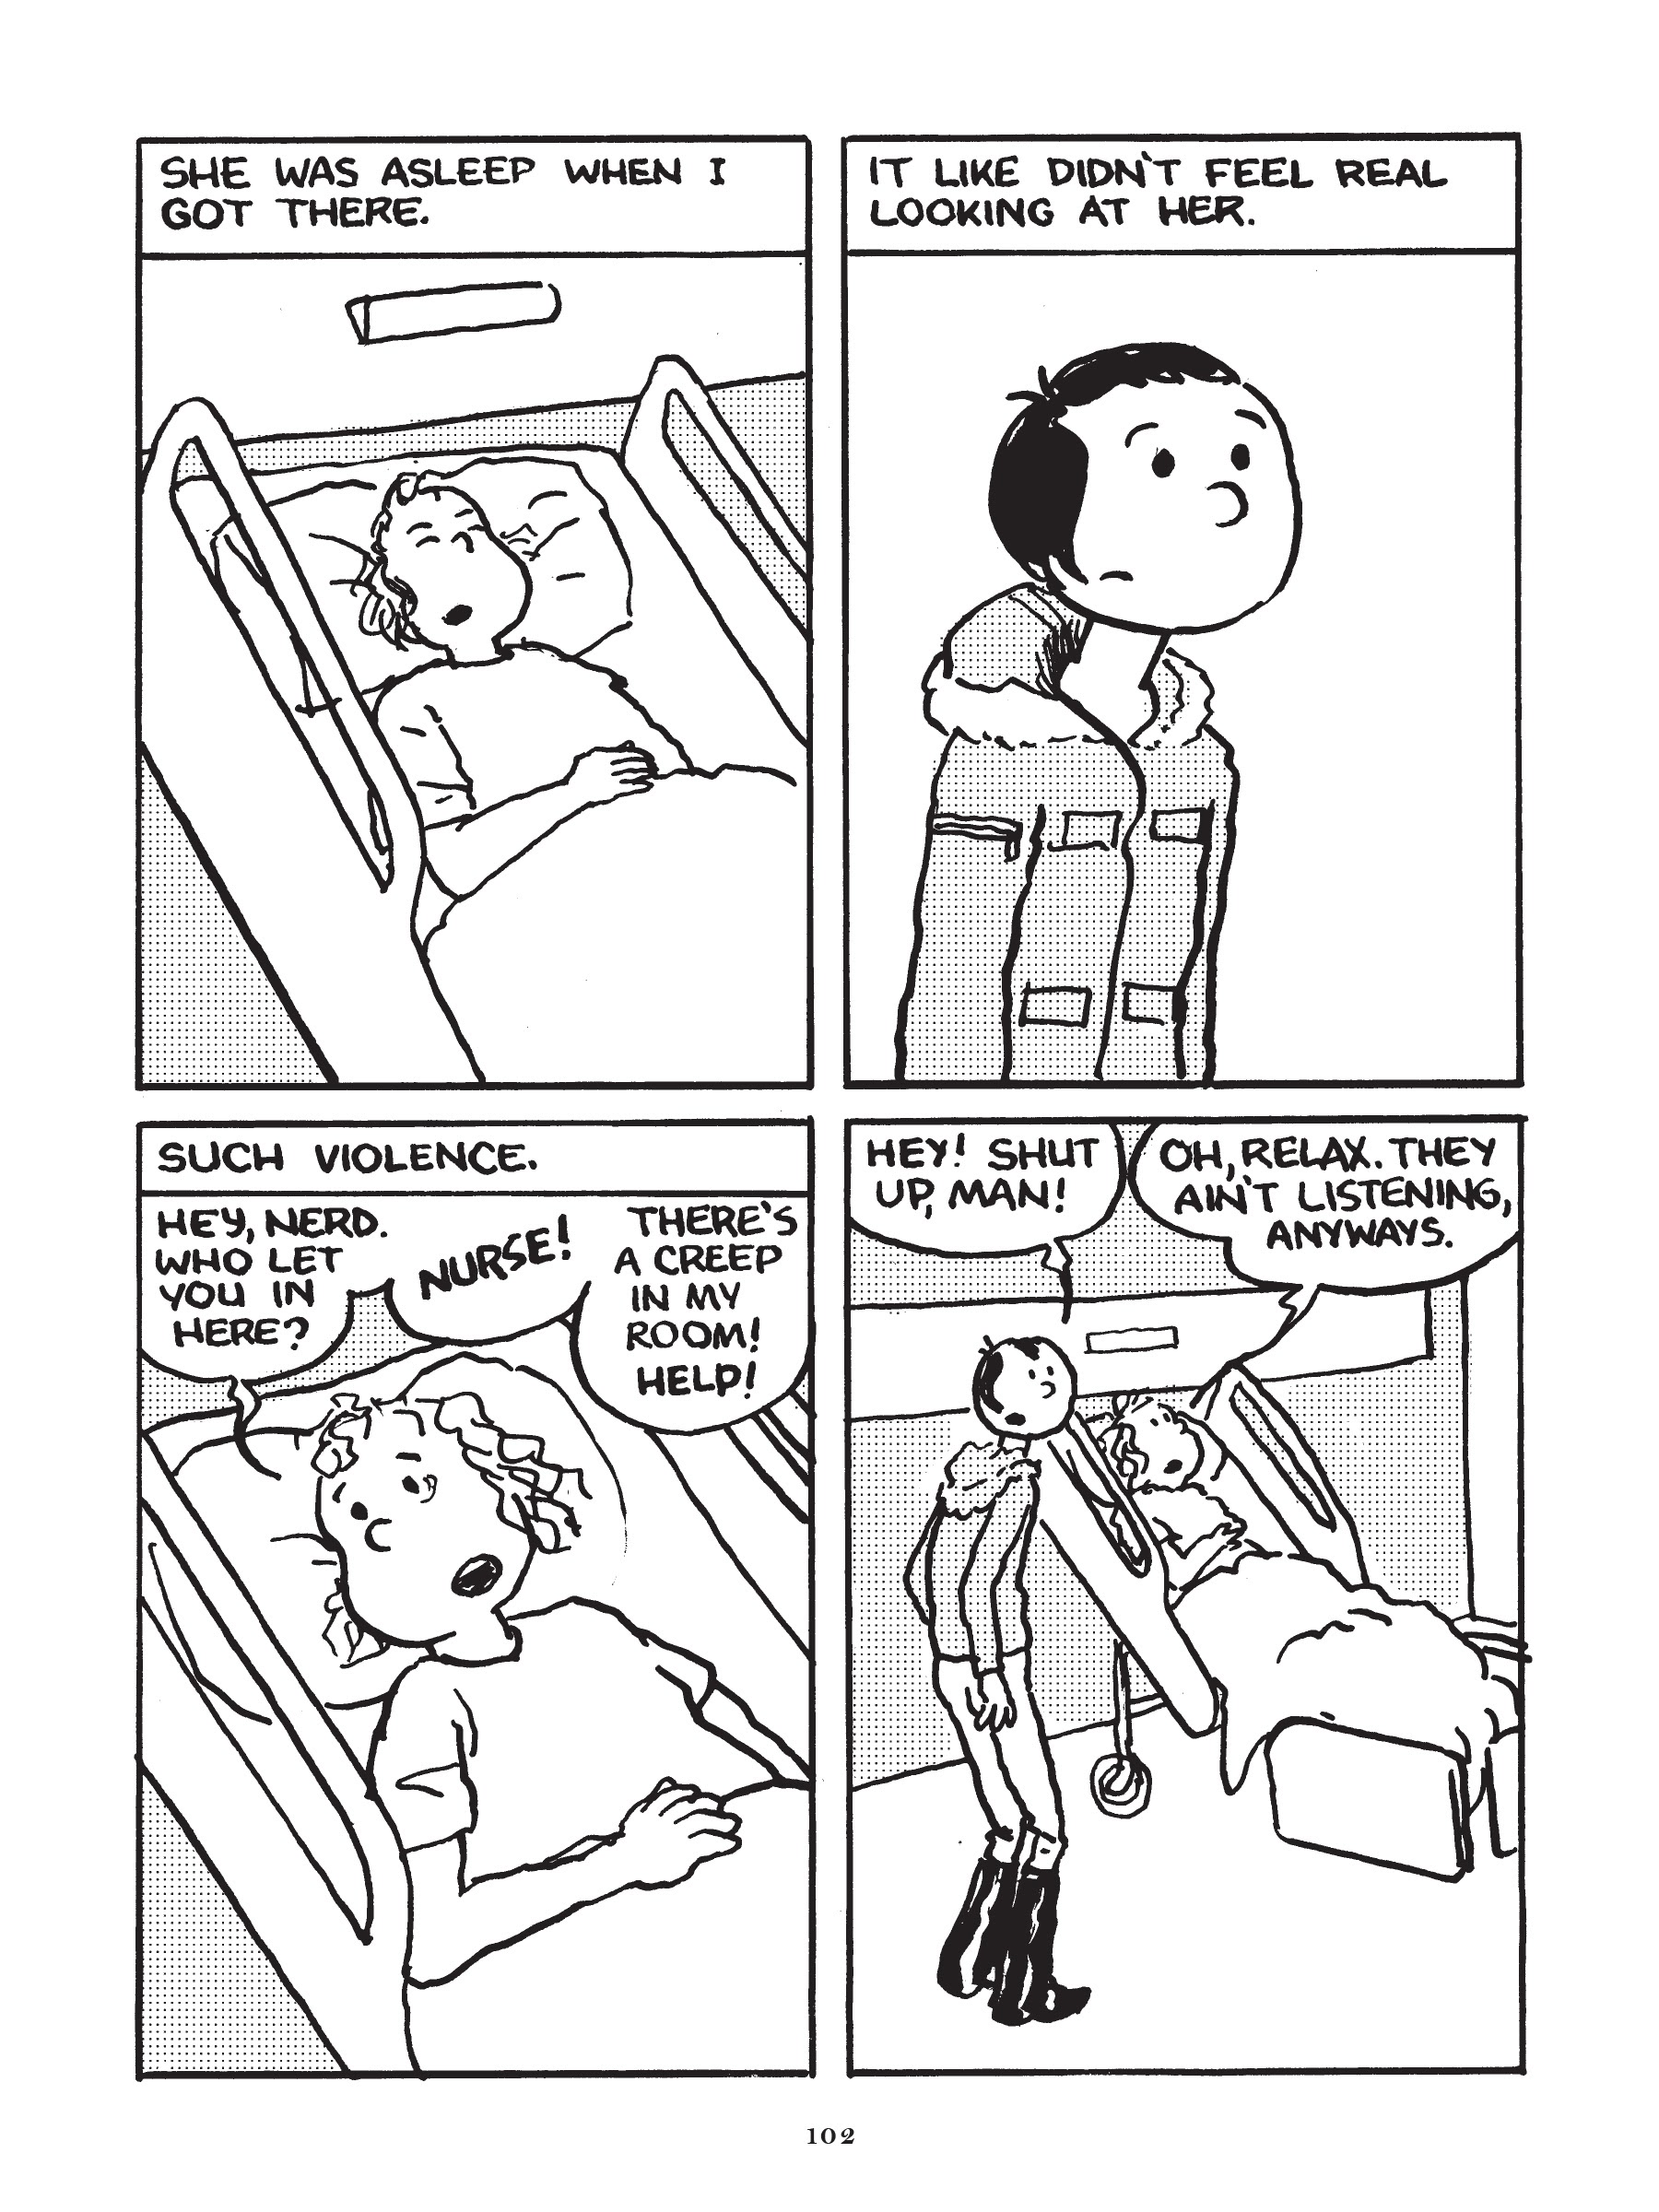 SHE WAS ASLEEP WHEN I
GOT THERE.
IT LIKE DIDN'T FEEL REAL
LOOKING AT HER.
SUCH VIOLENCE.
HEY, NERD.
WHO LET
YOU IN
HERE?
NURSE!
THERE'S
A CREEP
IN MY
ROOM!
HELP!
HEY! SHUT
UP, MAN!
OH, RELAX. THEY
AIN'T LISTENING,
ANYWAYS.
102